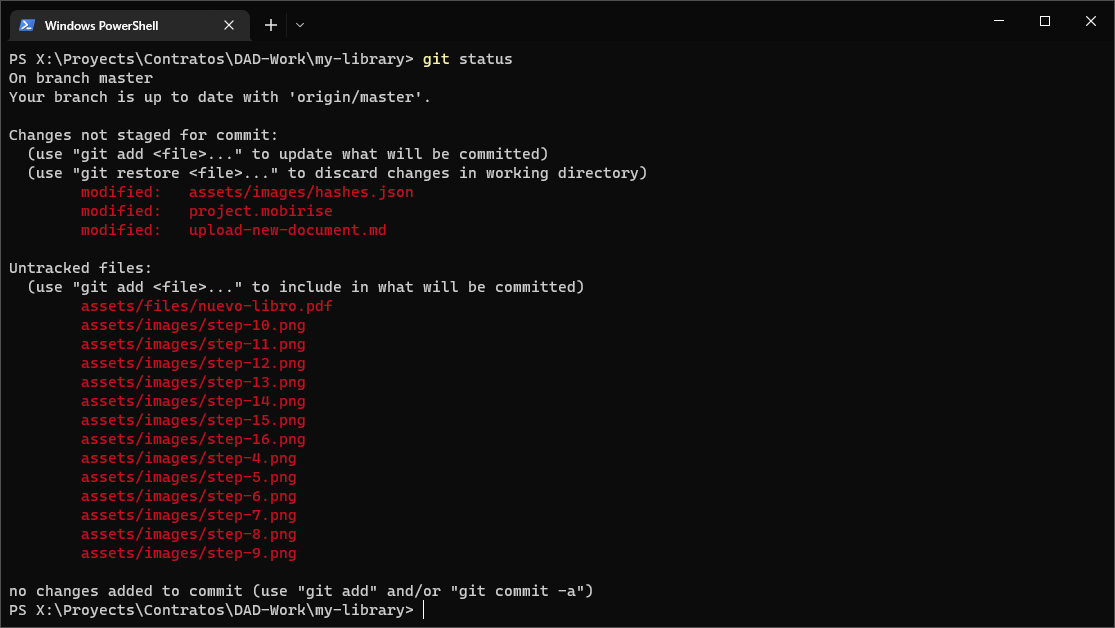 Windows PowerShell
PS X:\Proyects\Contratos\DAD-Work\my-library> git status
On branch master
Your branch is up to date with 'origin/master'.
Changes not staged for commit:
  (use "git add <file>..." to update what will be committed)
  (use "git restore <file>..." to discard changes in working directory)
        modified:   assets/images/hashes.json
        modified:   project.mobirise
        modified:   upload-new-document.md
Untracked files:
  (use "git add <file>..." to include in what will be committed)
        assets/files/nuevo-libro.pdf
        assets/images/step-10.png
        assets/images/step-11.png
        assets/images/step-12.png
        assets/images/step-13.png
        assets/images/step-14.png
        assets/images/step-15.png
        assets/images/step-16.png
        assets/images/step-4.png
        assets/images/step-5.png
        assets/images/step-6.png
        assets/images/step-7.png
        assets/images/step-8.png
        assets/images/step-9.png
no changes added to commit (use "git add" and/or "git commit -a")
PS X:\Proyects\Contratos\DAD-Work\my-library>